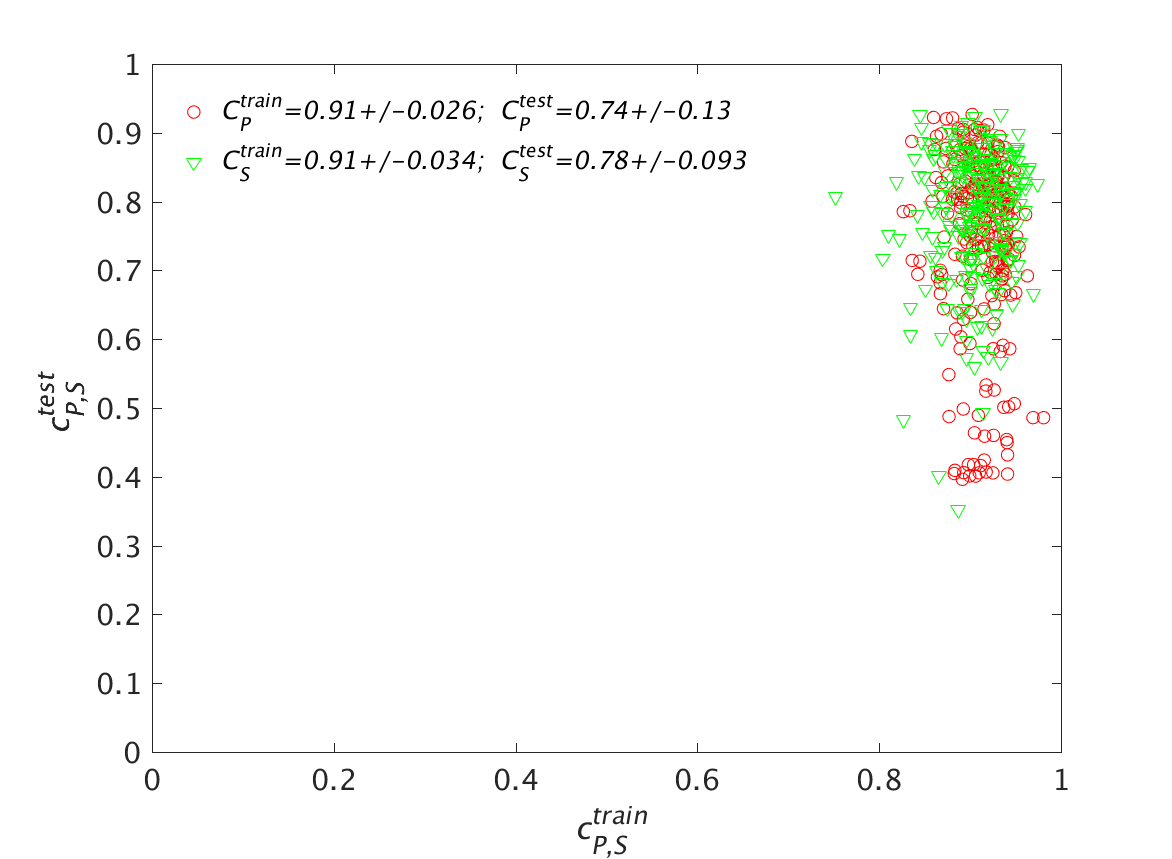 C_P^train=0.91+/-0.026; C_P^test=0.74+/-0.13
C_S^train=0.91+/-0.034; C_S^test=0.78+/-0.093
1
0.9
0.8
0.7
0.6
0.5
0.4
0.3
0.2
0.1
0
c_P,S^test
0 0.2 0.4 0.6 0.8 1
c_P,S^train